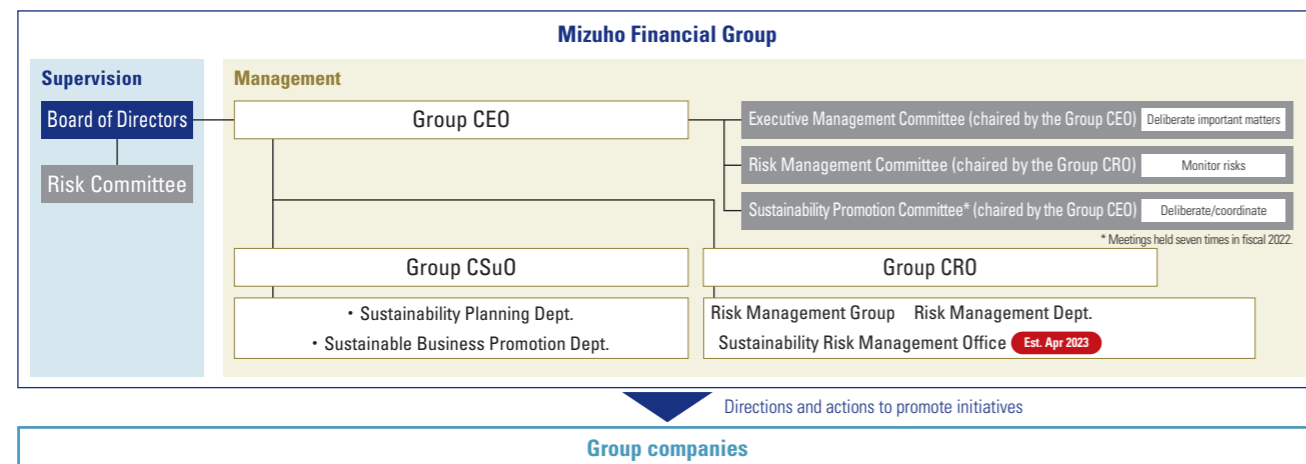 Mizuho Financial Group
Supervision
Board of Directors
Risk Committee
Management
Group CEO
Executive Management Committee (chaired by the Group CEO) Deliberate important matters
Risk Management Committee (chaired by the Group CRO) Monitor risks
Sustainability Promotion Committee* (chaired by the Group CEO) Deliberate/coordinate
* Meetings held seven times in fiscal 2022.
Group CSuO
・Sustainability Planning Dept.
・Sustainable Business Promotion Dept.
Group CRO
Risk Management Group Risk Management Dept.
Sustainability Risk Management Office Est. Apr 2023
Directions and actions to promote initiatives
Group companies